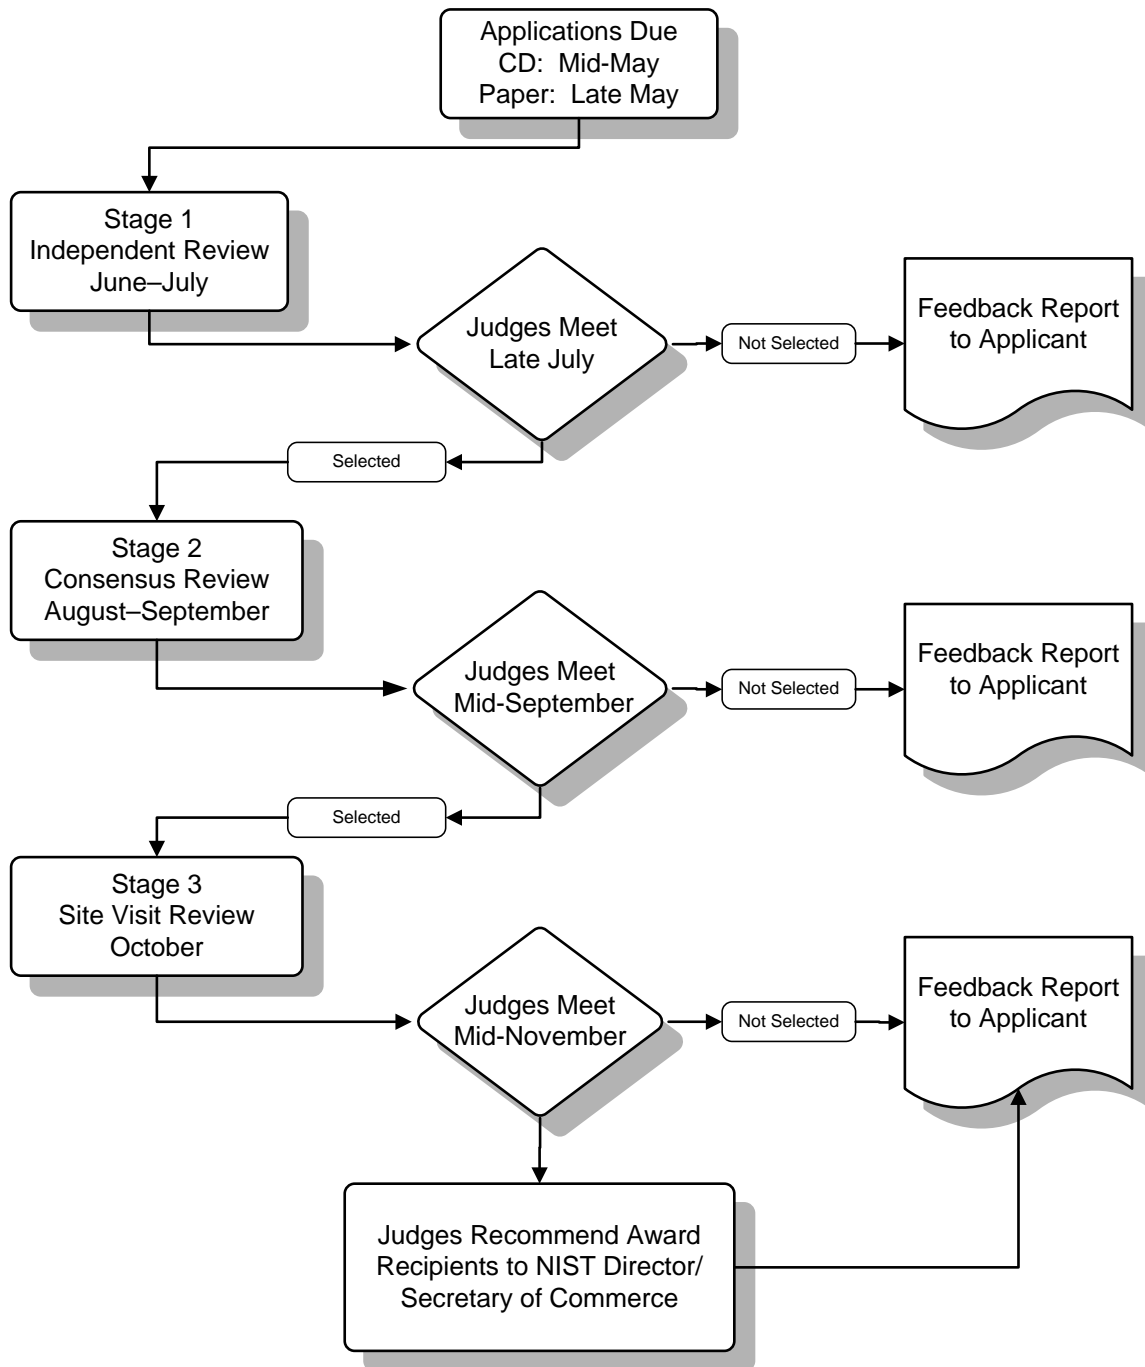 Applications Due
CD:  Mid-May
Paper:  Late May
Stage 1
Independent Review
June–July
Judges Meet
Late July
Not Selected
Feedback Report
to Applicant
Selected
Stage 2
Consensus Review
August–September
Judges Meet
Mid-September
Not Selected
Feedback Report
to Applicant
Selected
Stage 3
Site Visit Review
October
Judges Meet
Mid-November
Not Selected
Feedback Report
to Applicant
Judges Recommend Award
Recipients to NIST Director/
Secretary of Commerce